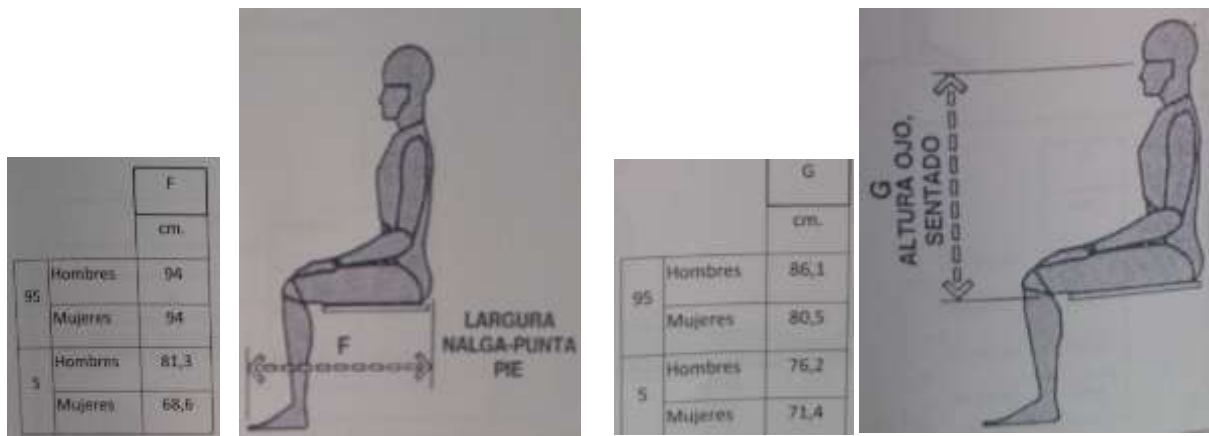 F
cm.
95
Hombres 94
Mujeres 94
5
Hombres 81,3
Mujeres 68,6
F
LARGURA
NALGA-PUNTA
PIE
G
cm.
95
Hombres 86,1
Mujeres 80,5
5
Hombres 76,2
Mujeres 71,4
G
ALTURA OJO,
SENTADO